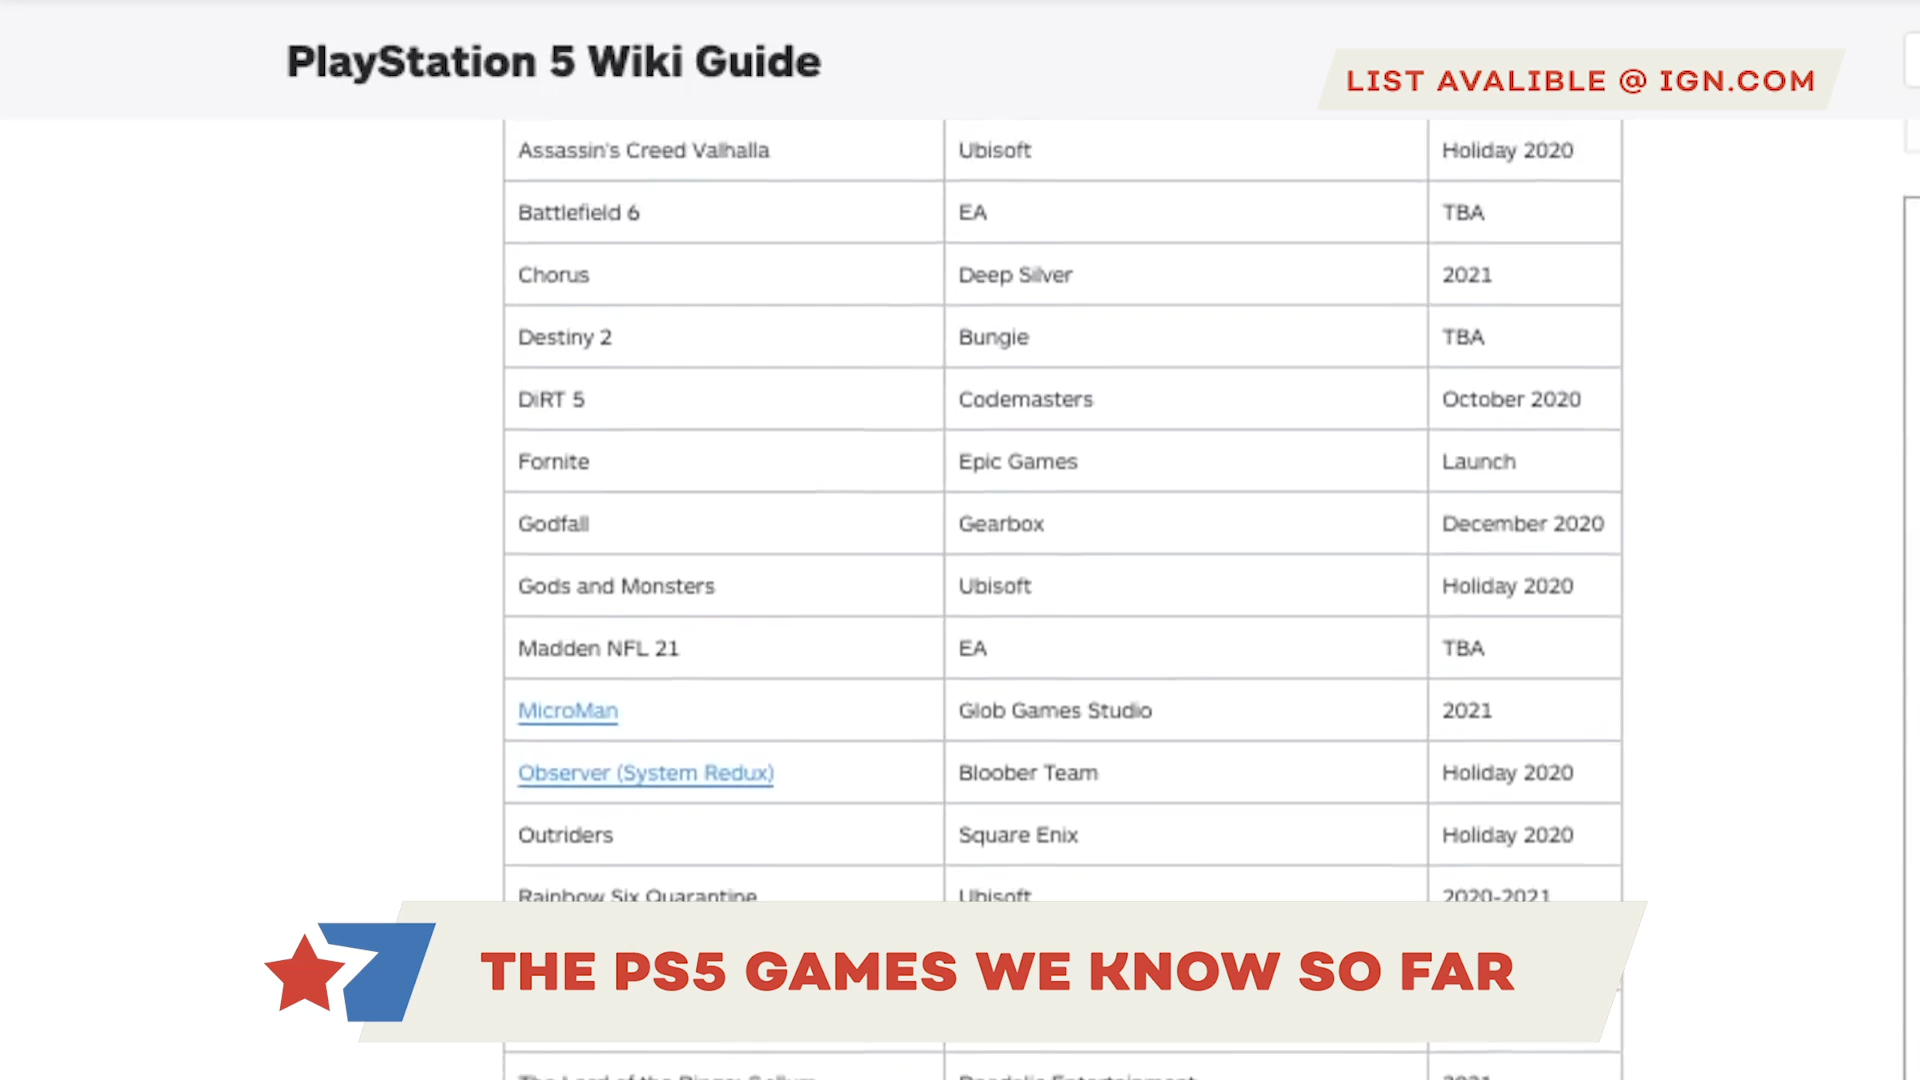 PlayStation 5 Wiki Guide
LIST AVALIBLE @ IGN.COM
Assassin's Creed Valhalla Ubisoft Holiday 2020
Battlefield 6 EA TBA
Chorus Deep Silver 2021
Destiny 2 Bungie TBA
DiRT 5 Codemasters October 2020
Fornite Epic Games Launch
Godfall Gearbox December 2020
Gods and Monsters Ubisoft Holiday 2020
Madden NFL 21 EA TBA
MicroMan Glob Games Studio 2021
Observer (System Redux) Bloober Team Holiday 2020
Outriders Square Enix Holiday 2020
Rainbow Six Quarantine Ubisoft 2020-2021
THE PS5 GAMES WE KNOW SO FAR